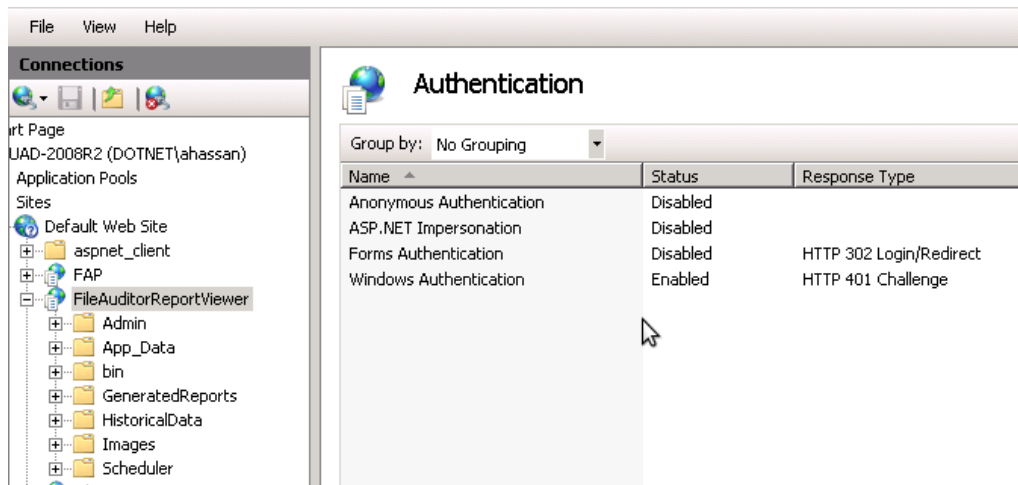 File View Help
Connections
Authentication
Group by: No Grouping
Name Status Response Type
Anonymous Authentication Disabled
ASP.NET Impersonation Disabled
Forms Authentication Disabled HTTP 302 Login/Redirect
Windows Authentication Enabled HTTP 401 Challenge
rt Page
UAD-2008R2 (DOTNET\ahassan)
Application Pools
Sites
Default Web Site
aspnet_client
FAP
FileAuditorReportViewer
Admin
App_Data
bin
GeneratedReports
HistoricalData
Images
Scheduler